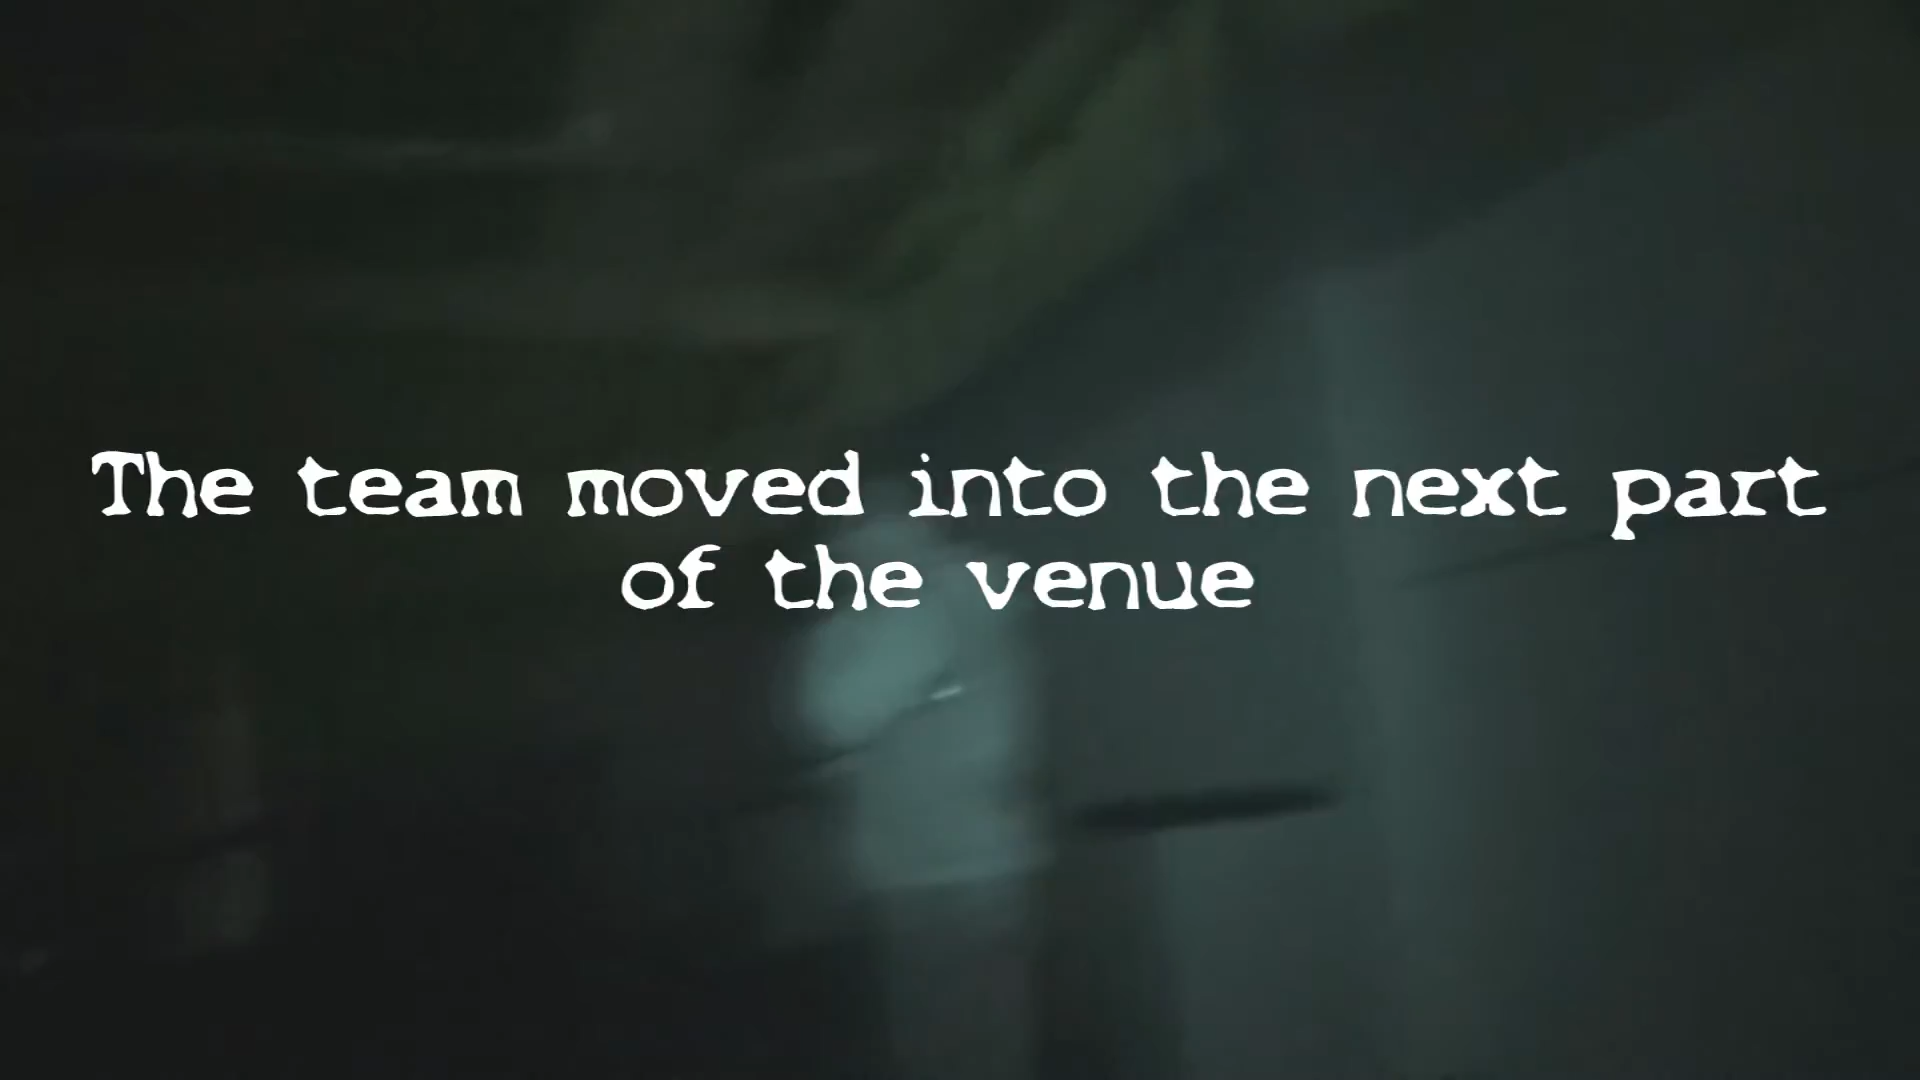 The team moved into the next part
of the venue